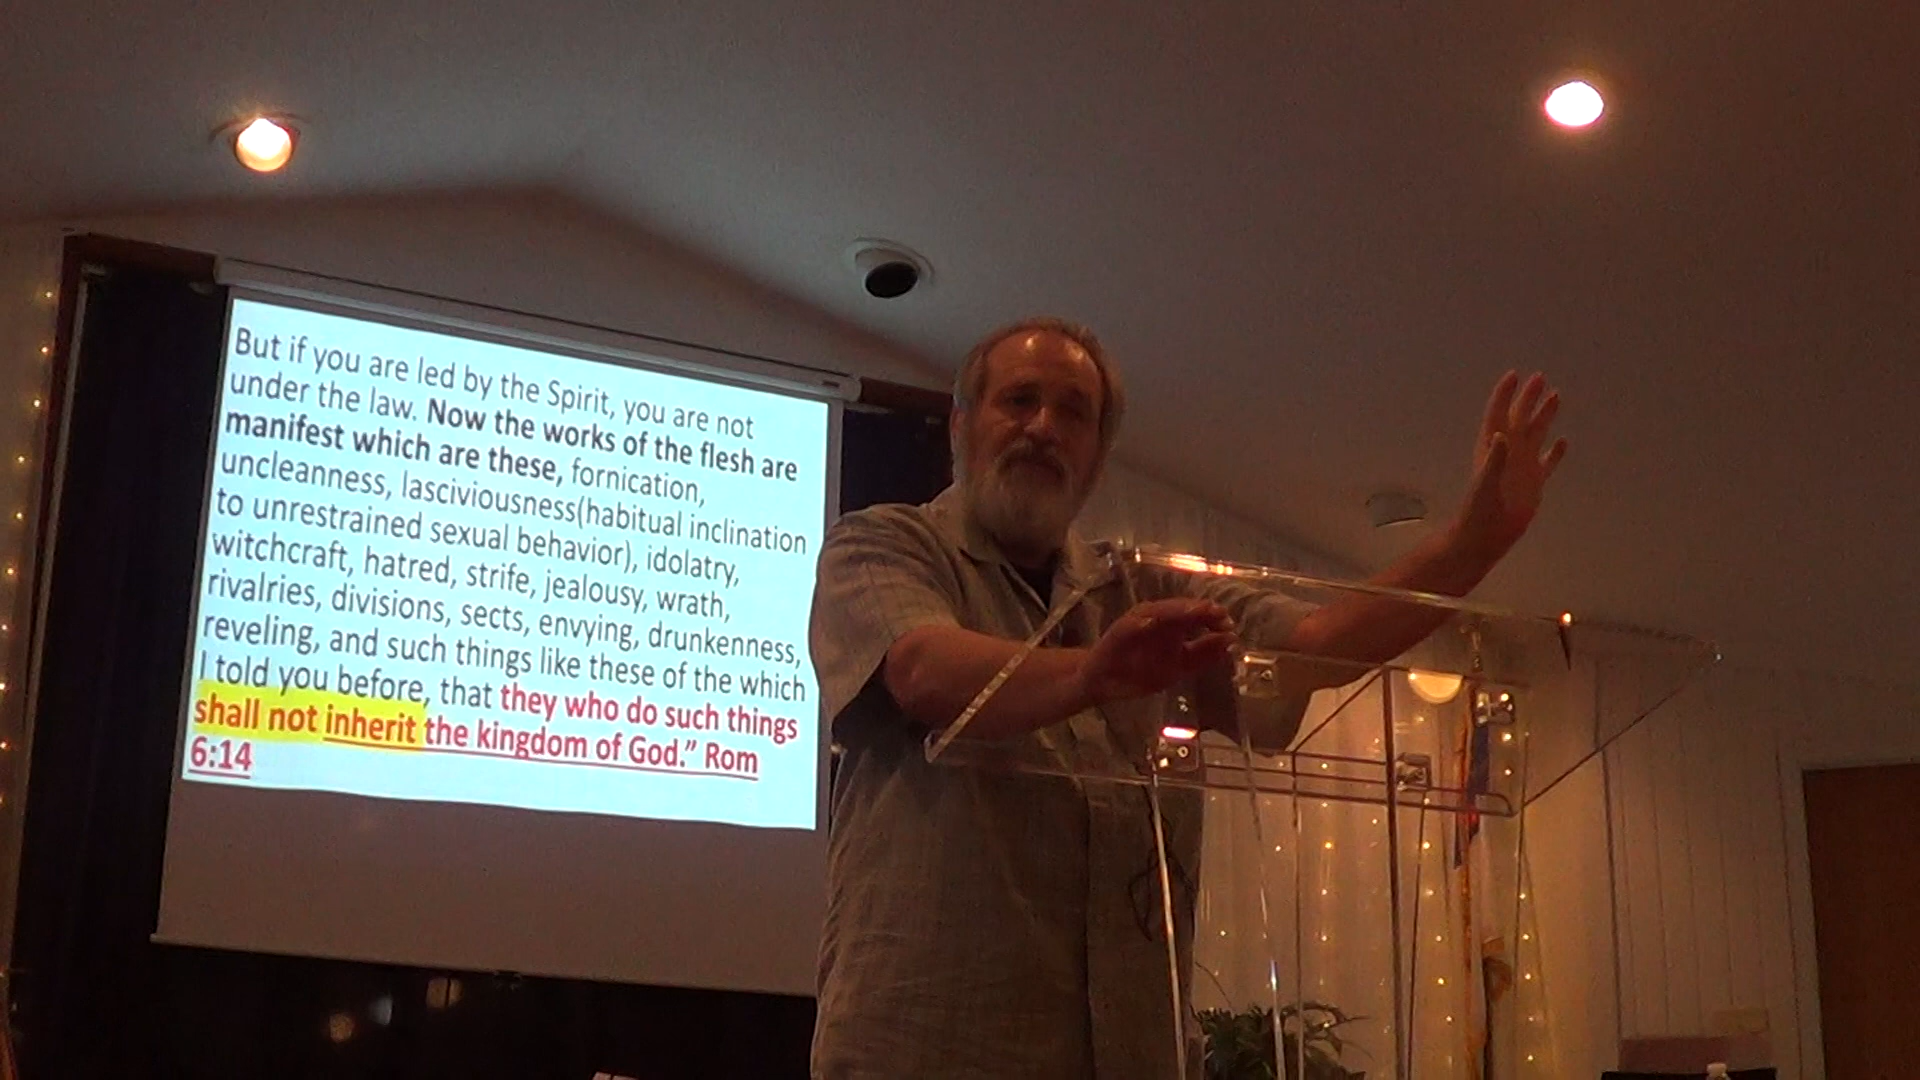 But if you are led by the Spirit, you are not
under the law. Now the works of the flesh are
manifest which are these, fornication,
uncleanness, lasciviousness(habitual inclination
to unrestrained sexual behavior), idolatry,
witchcraft, hatred, strife, jealousy, wrath,
rivalries, divisions, sects, envying, drunkenness,
reveling, and such things like these of the which
I told you before, that they who do such things
shall not inherit the kingdom of God.” Rom
6:14